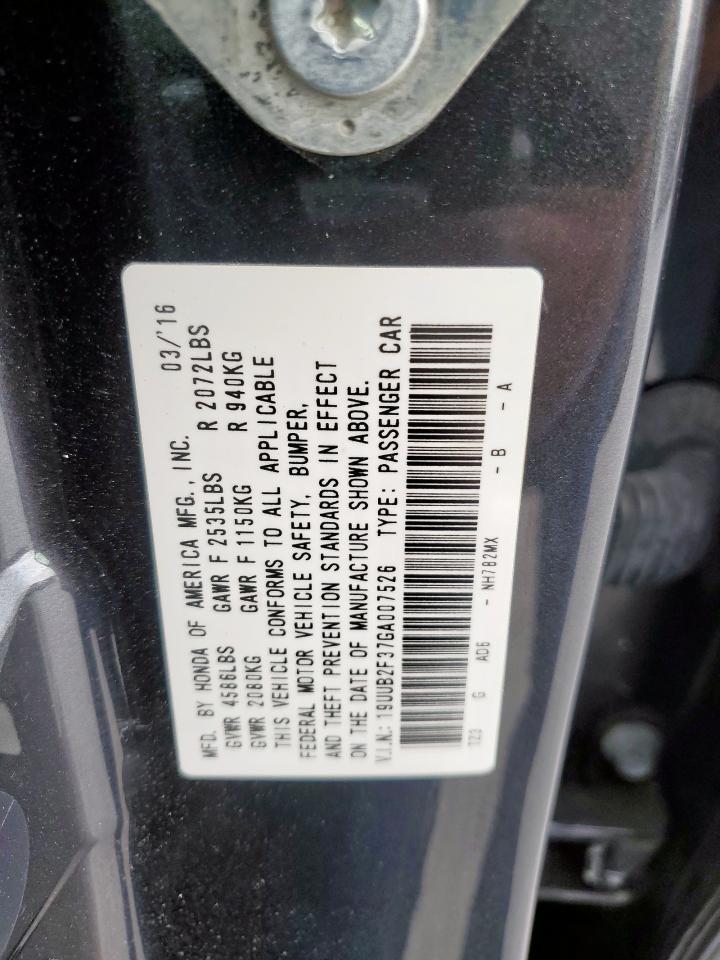 MFD. BY HONDA OF AMERICA MFG., INC. 03/'16
GVWR 4586LBS GAWR F 2535LBS R 2072LBS
GVWR 2080KG GAWR F 1150KG R 940KG
THIS VEHICLE CONFORMS TO ALL APPLICABLE
FEDERAL MOTOR VEHICLE SAFETY, BUMPER,
AND THEFT PREVENTION STANDARDS IN EFFECT
ON THE DATE OF MANUFACTURE SHOWN ABOVE.
V.I.N.: 19UUB2F37GA007526 TYPE: PASSENGER CAR
TZ3 G AD6 - NH782MX - B - A